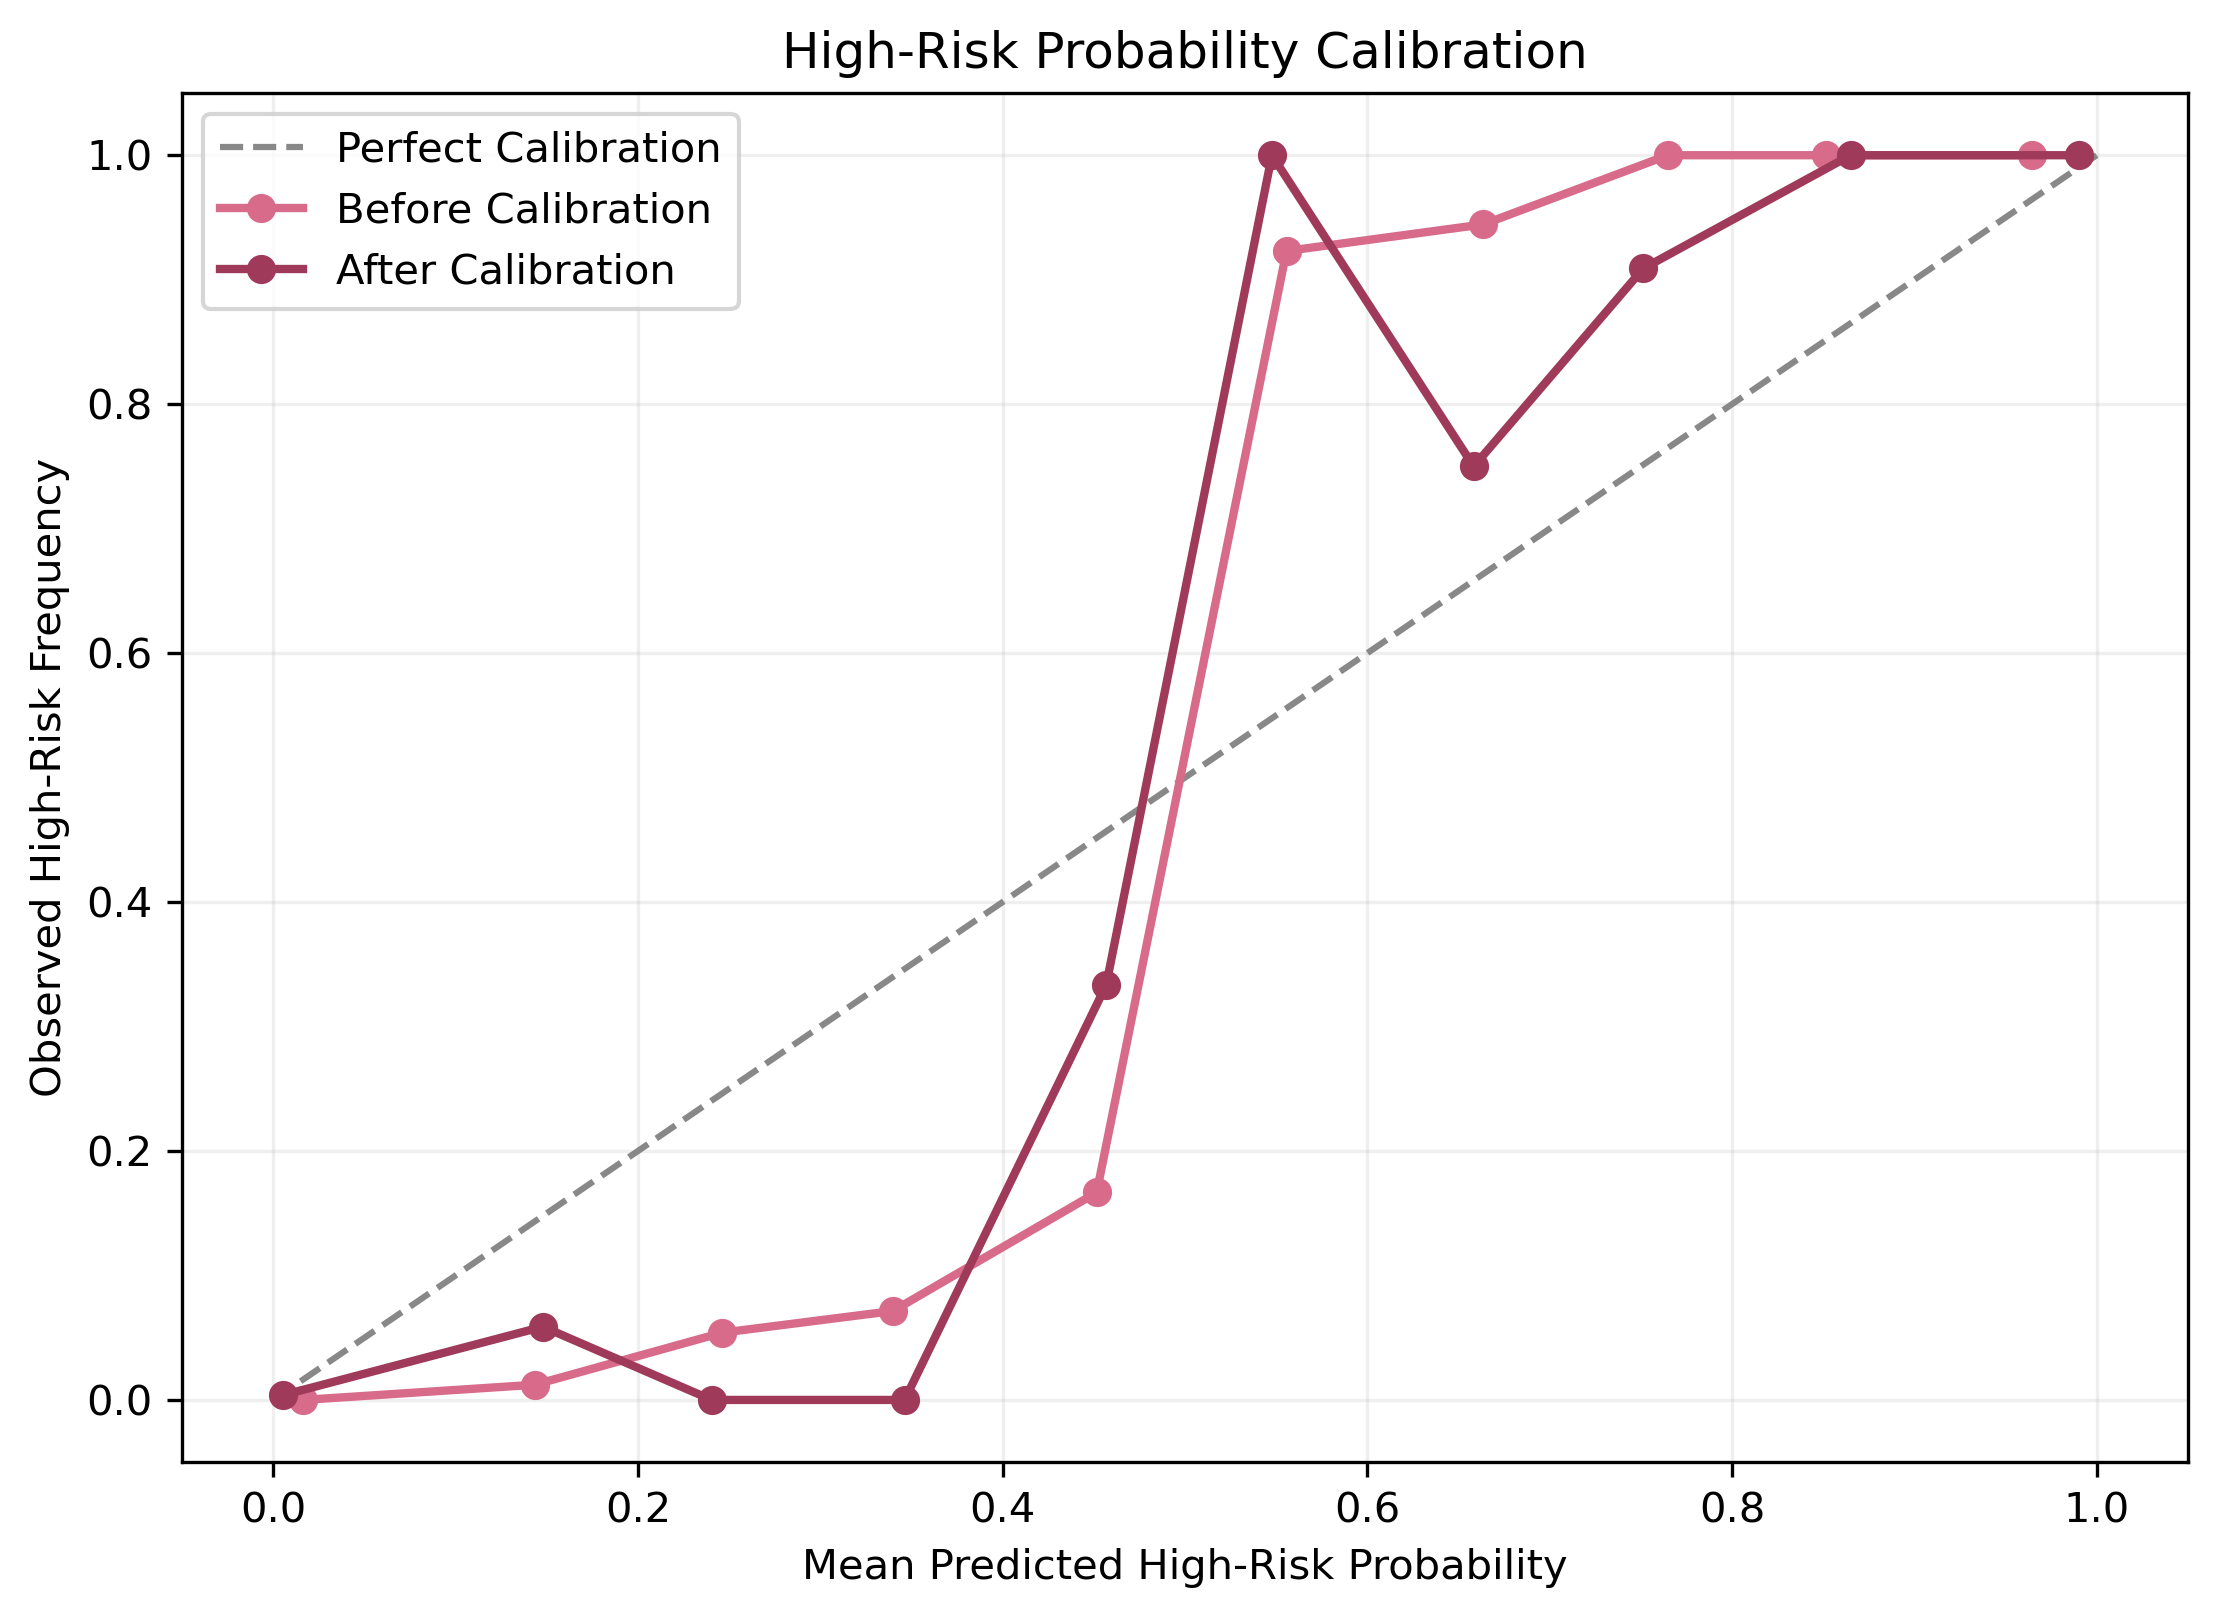 High-Risk Probability Calibration
Perfect Calibration
Before Calibration
After Calibration
1.0
0.8
0.6
0.4
0.2
0.0
Observed High-Risk Frequency
0.0 0.2 0.4 0.6 0.8 1.0
Mean Predicted High-Risk Probability